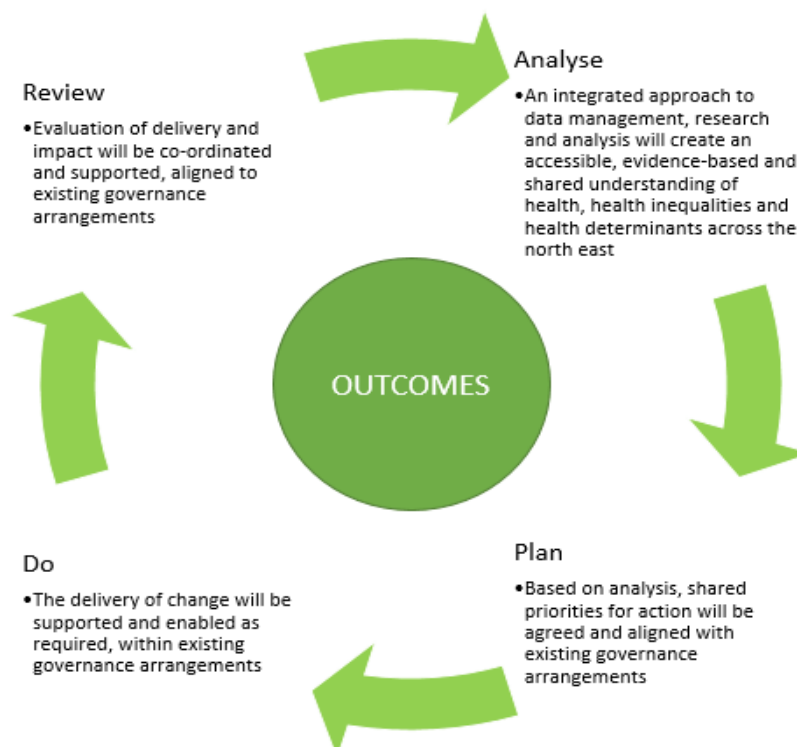 Analyse
•An integrated approach to
data management, research
and analysis will create an
accessible, evidence-based and
shared understanding of
health, health inequalities and
health determinants across the
north east
Plan
•Based on analysis, shared
priorities for action will be
agreed and aligned with
existing governance
arrangements
Do
•The delivery of change will be
supported and enabled as
required, within existing
governance arrangements
Review
•Evaluation of delivery and
impact will be co-ordinated
and supported, aligned to
existing governance
arrangements
OUTCOMES